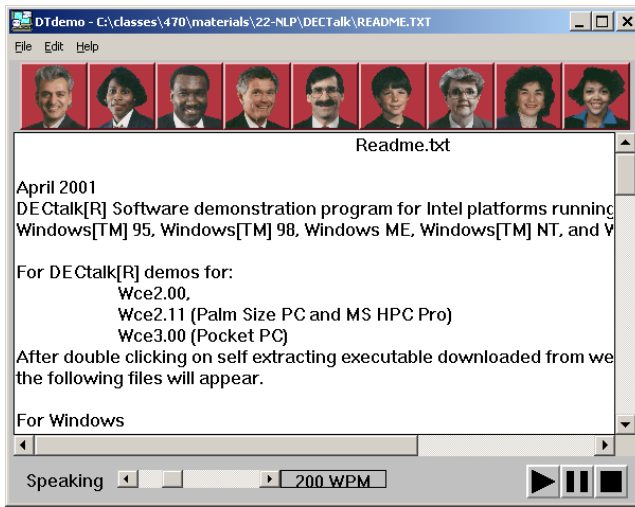 DTdemo - C:\classes\470\materials\22-NLP\DECTalk\README.TXT
File Edit Help
Readme.txt
April 2001
DECtalk[R] Software demonstration program for Intel platforms running
Windows[TM] 95, Windows[TM] 98, Windows ME, Windows[TM] NT, and
For DECtalk[R] demos for:
Wce2.00,
Wce2.11 (Palm Size PC and MS HPC Pro)
Wce3.00 (Pocket PC)
After double clicking on self extracting executable downloaded from we
the following files will appear.
For Windows
Speaking 200 WPM